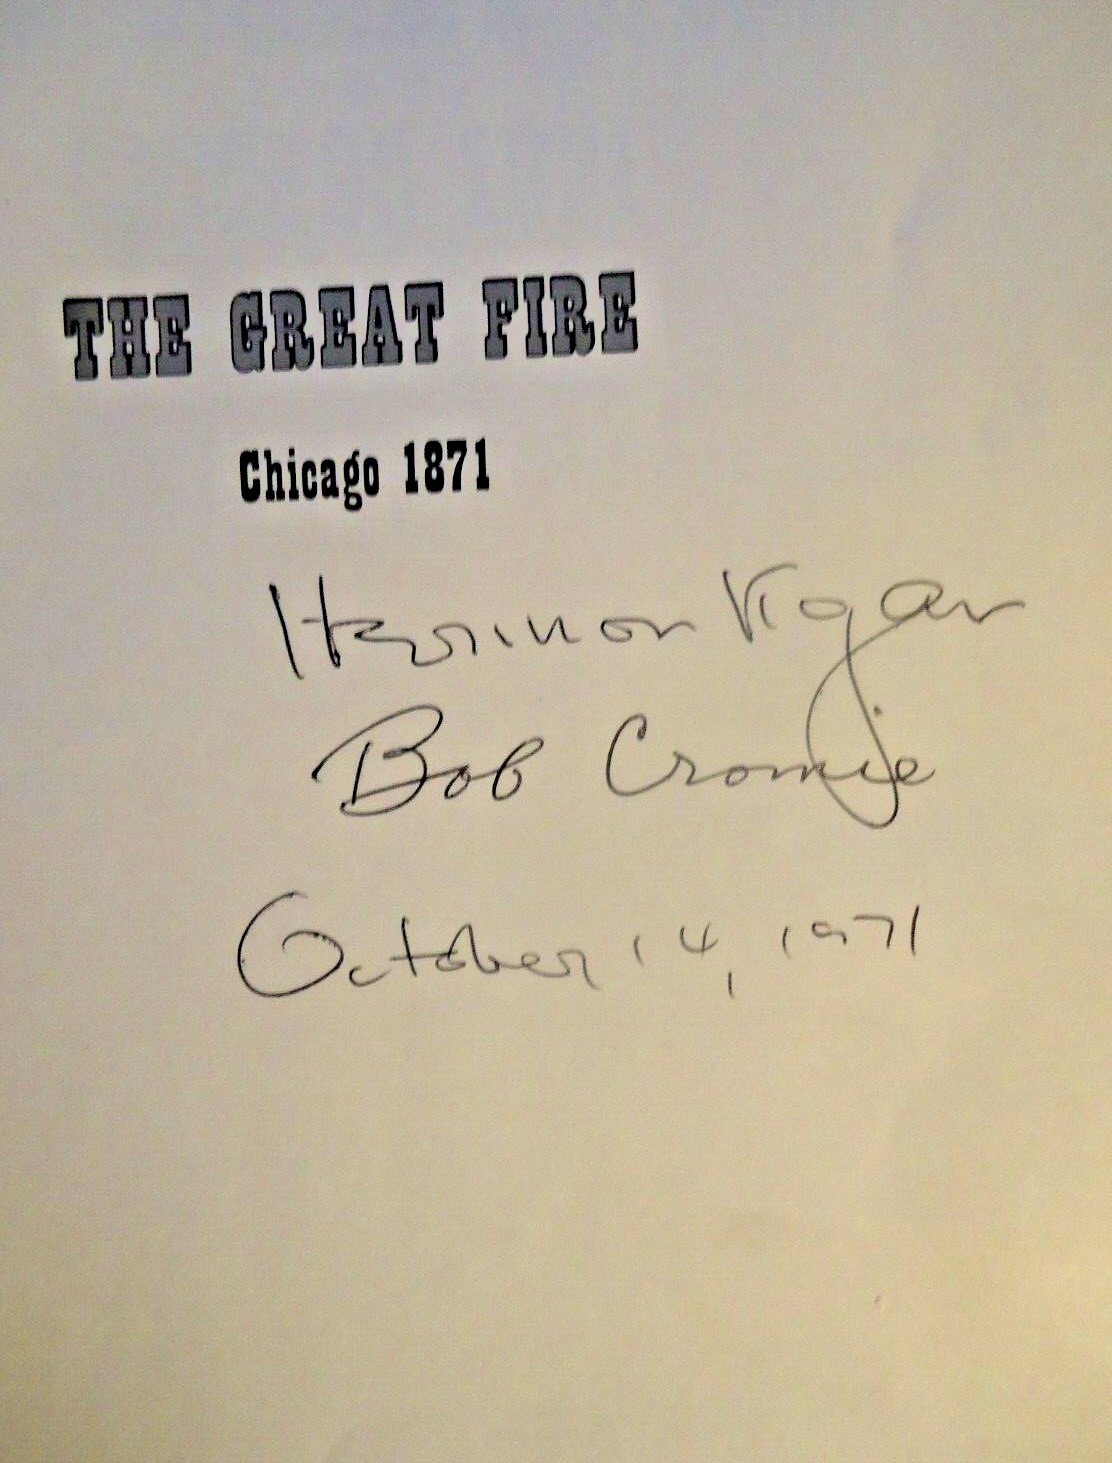 THE GREAT FIRE
Chicago 1871
Herman Kogan
Bob Cromie
October 14, 1971